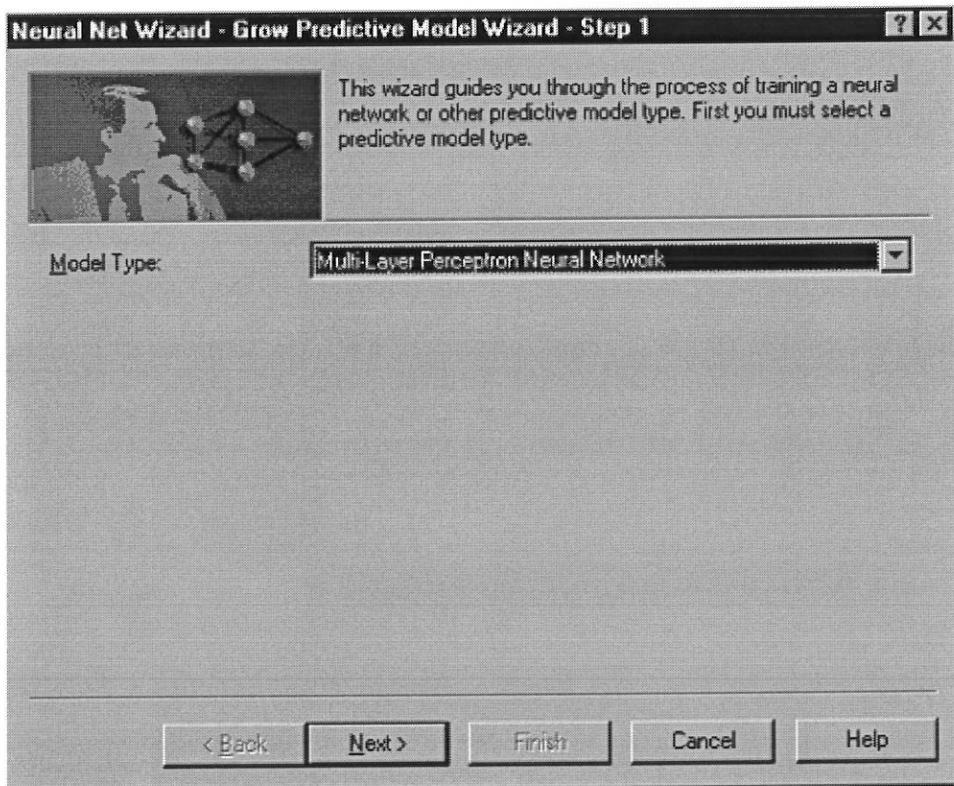 Neural Net Wizard - Grow Predictive Model Wizard - Step 1
This wizard guides you through the process of training a neural
network or other predictive model type. First you must select a
predictive model type.
Model Type:
Multi-Layer Perceptron Neural Network
< Back
Next >
Finish
Cancel
Help